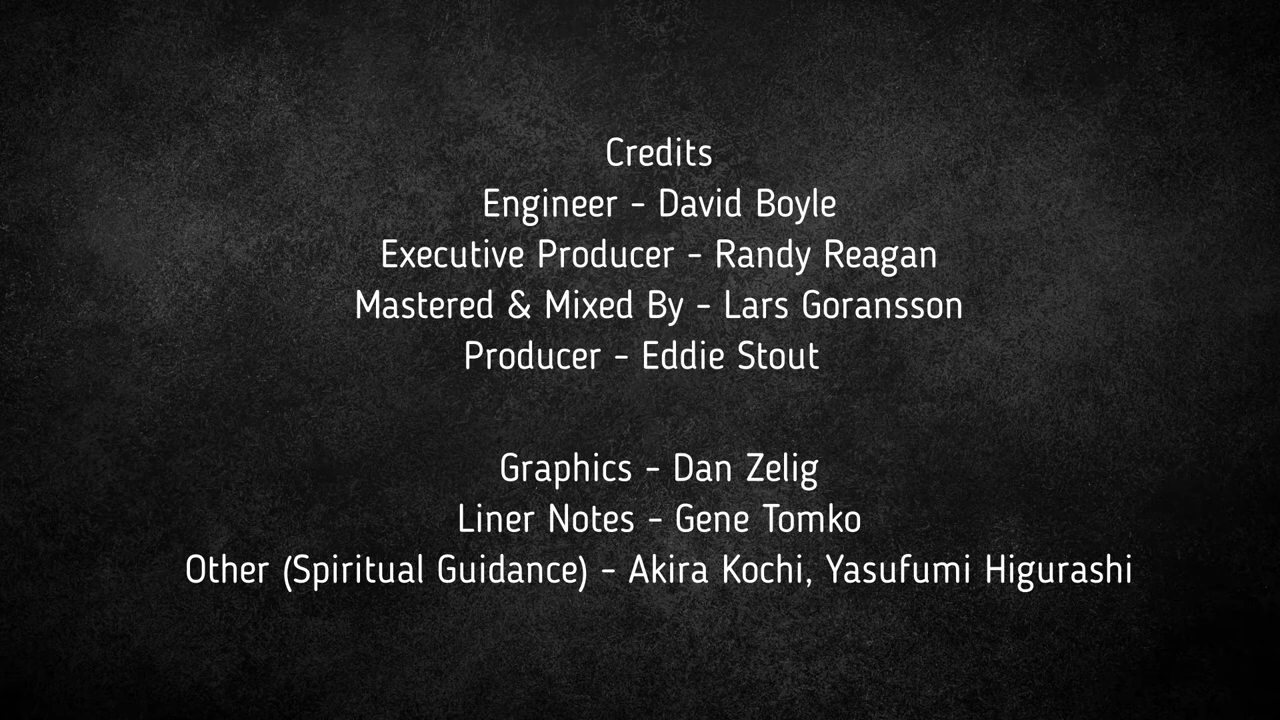 Credits
Engineer - David Boyle
Executive Producer - Randy Reagan
Mastered & Mixed By - Lars Goransson
Producer - Eddie Stout
Graphics - Dan Zelig
Liner Notes - Gene Tomko
Other (Spiritual Guidance) - Akira Kochi, Yasufumi Higurashi